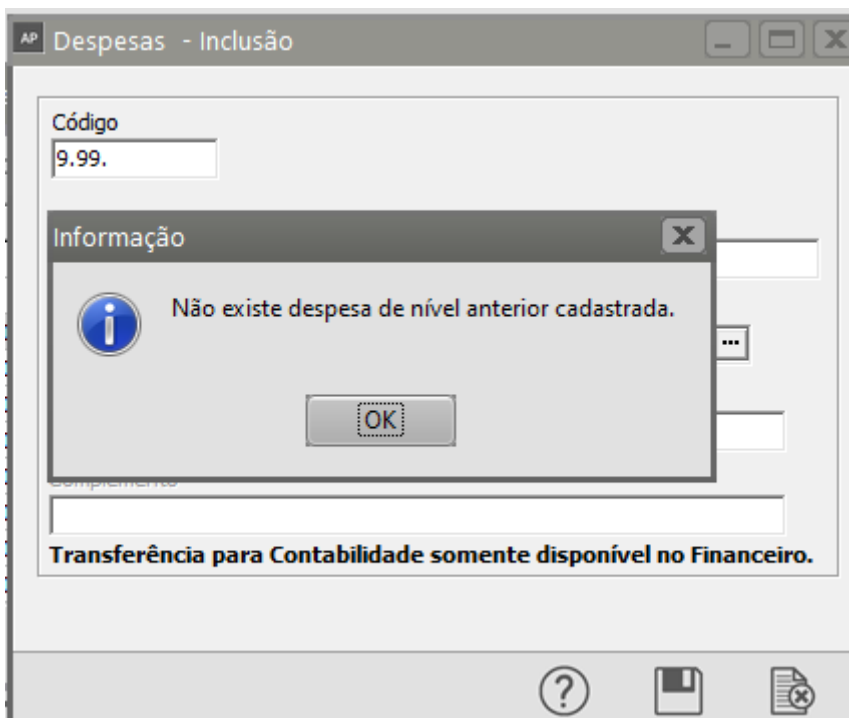 AP Despesas - Inclusão
Código
9.99.
Informação
Não existe despesa de nível anterior cadastrada.
...
OK
Complemento
Transferência para Contabilidade somente disponível no Financeiro.
?